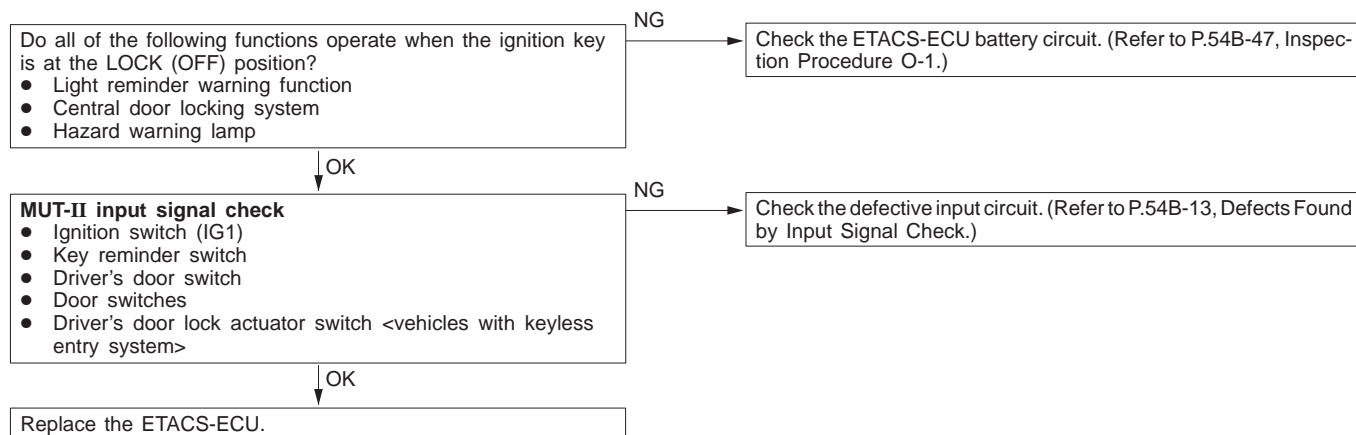 Do all of the following functions operate when the ignition key
is at the LOCK (OFF) position?
● Light reminder warning function
● Central door locking system
● Hazard warning lamp
NG
Check the ETACS-ECU battery circuit. (Refer to P.54B-47, Inspec-
tion Procedure O-1.)
OK
MUT-II input signal check
● Ignition switch (IG1)
● Key reminder switch
● Driver's door switch
● Door switches
● Driver's door lock actuator switch <vehicles with keyless
entry system>
NG
Check the defective input circuit. (Refer to P.54B-13, Defects Found
by Input Signal Check.)
OK
Replace the ETACS-ECU.